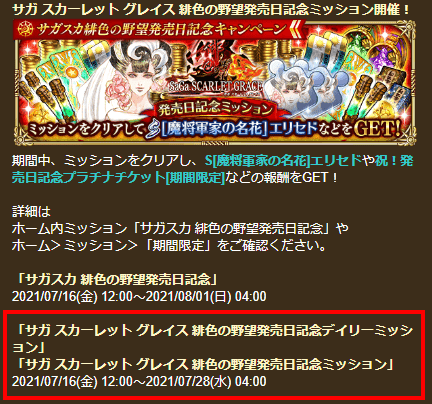 サガ スカーレット グレイス 緋色の野望発売日記念ミッション開催！
サガスカ緋色の野望発売日記念キャンペーン
SaGa SCARLET GRACE
発売日記念ミッション
ミッションをクリアしてS[魔将軍家の名花]エリセドなどをGET!
期間中、ミッションをクリアし、S[魔将軍家の名花]エリセドや祝！発
売日記念プラチナチケット[期間限定]などの報酬をGET！
詳細は
ホーム内ミッション「サガスカ 緋色の野望発売日記念」や
ホーム＞ミッション＞「期間限定」をご確認ください。
「サガスカ 緋色の野望発売日記念」
2021/07/16(金) 12:00～2021/08/01(日) 04:00
「サガ スカーレット グレイス 緋色の野望発売日記念デイリーミッシ
ョン」
「サガ スカーレット グレイス 緋色の野望発売日記念ミッション」
2021/07/16(金) 12:00～2021/07/28(水) 04:00